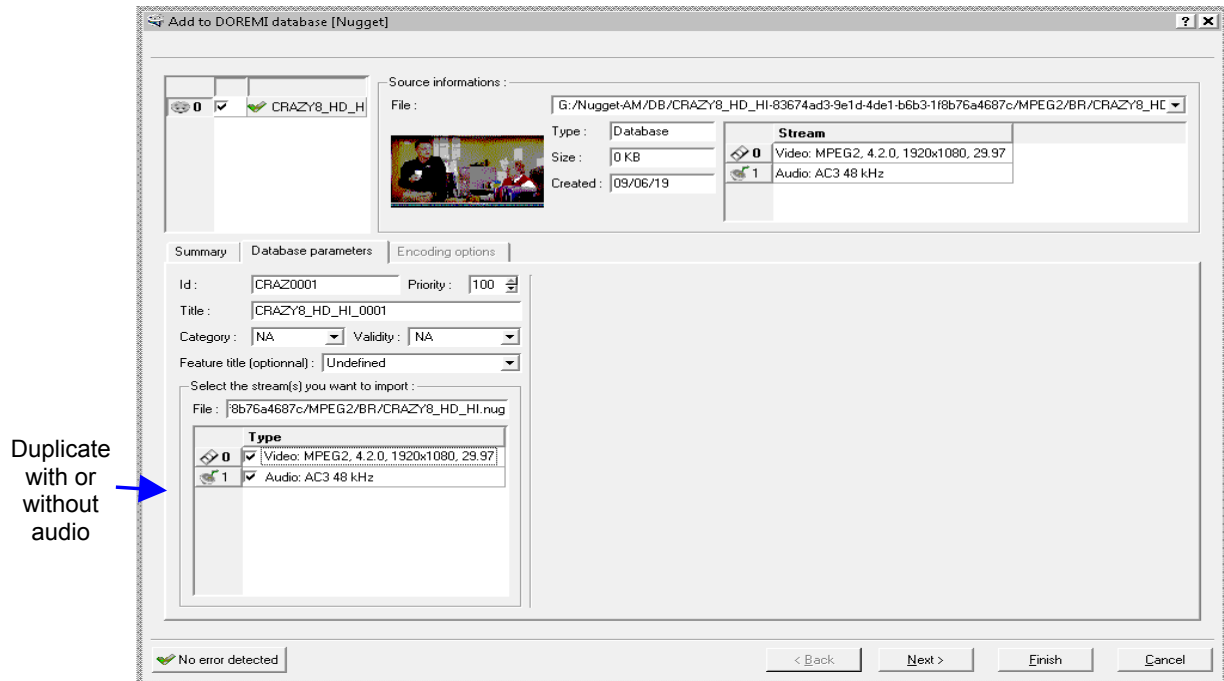 Add to DOREMI database [Nugget]
0 CRAZY8_HD_H
Source informations :
File : G:/Nugget-AM/DB/CRAZY8_HD_HI-83674ad3-9e1d-4de1-b6b3-1f8b76a4687c/MPEG2/BR/CRAZY8_HD
Type : Database
Size : 0 KB
Created : 09/06/19
Stream
0 Video: MPEG2, 4.2.0, 1920x1080, 29.97
1 Audio: AC3 48 kHz
Summary Database parameters Encoding options
Id : CRAZ0001 Priority : 100
Title : CRAZY8_HD_HI_0001
Category : NA Validity : NA
Feature title (optionnal) : Undefined
Select the stream(s) you want to import :
File : 8b76a4687c/MPEG2/BR/CRAZY8_HD_HI.nug
Type
0 Video: MPEG2, 4.2.0, 1920x1080, 29.97
1 Audio: AC3 48 kHz
Duplicate
with or
without
audio
No error detected
< Back Next > Finish Cancel